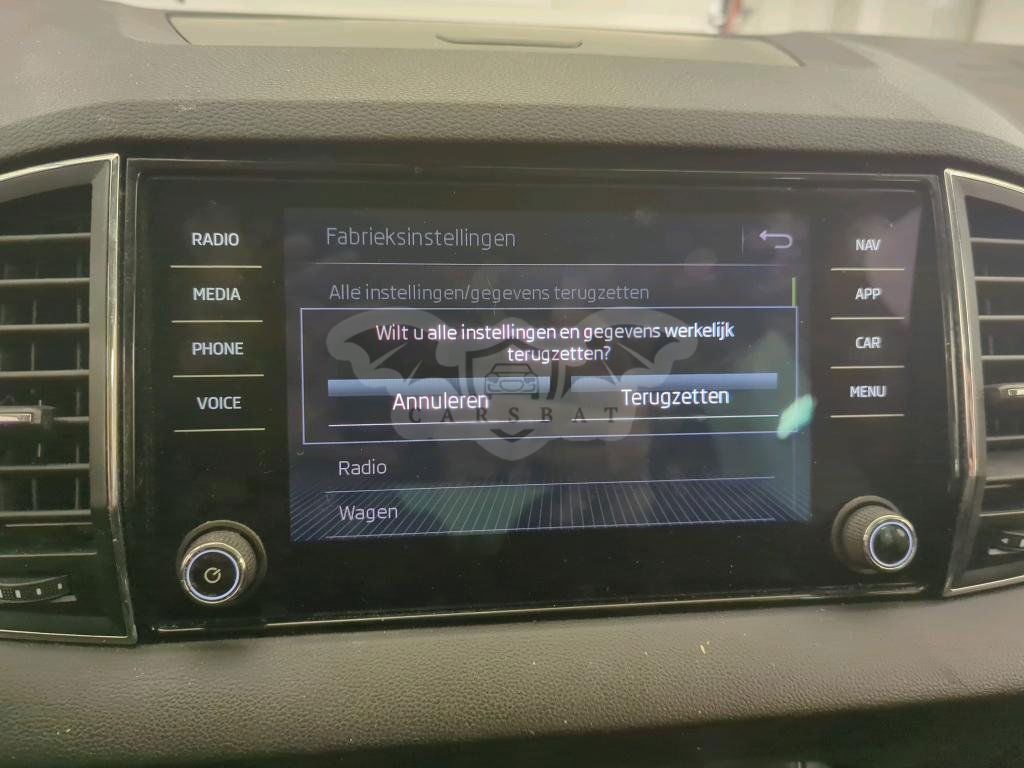 RADIO
MEDIA
PHONE
VOICE
Fabrieksinstellingen
Alle instellingen/gegevens terugzetten
Wilt u alle instellingen en gegevens werkelijk
terugzetten?
Annuleren
Terugzetten
CARSBAT
Radio
Wagen
NAV
APP
CAR
MENU